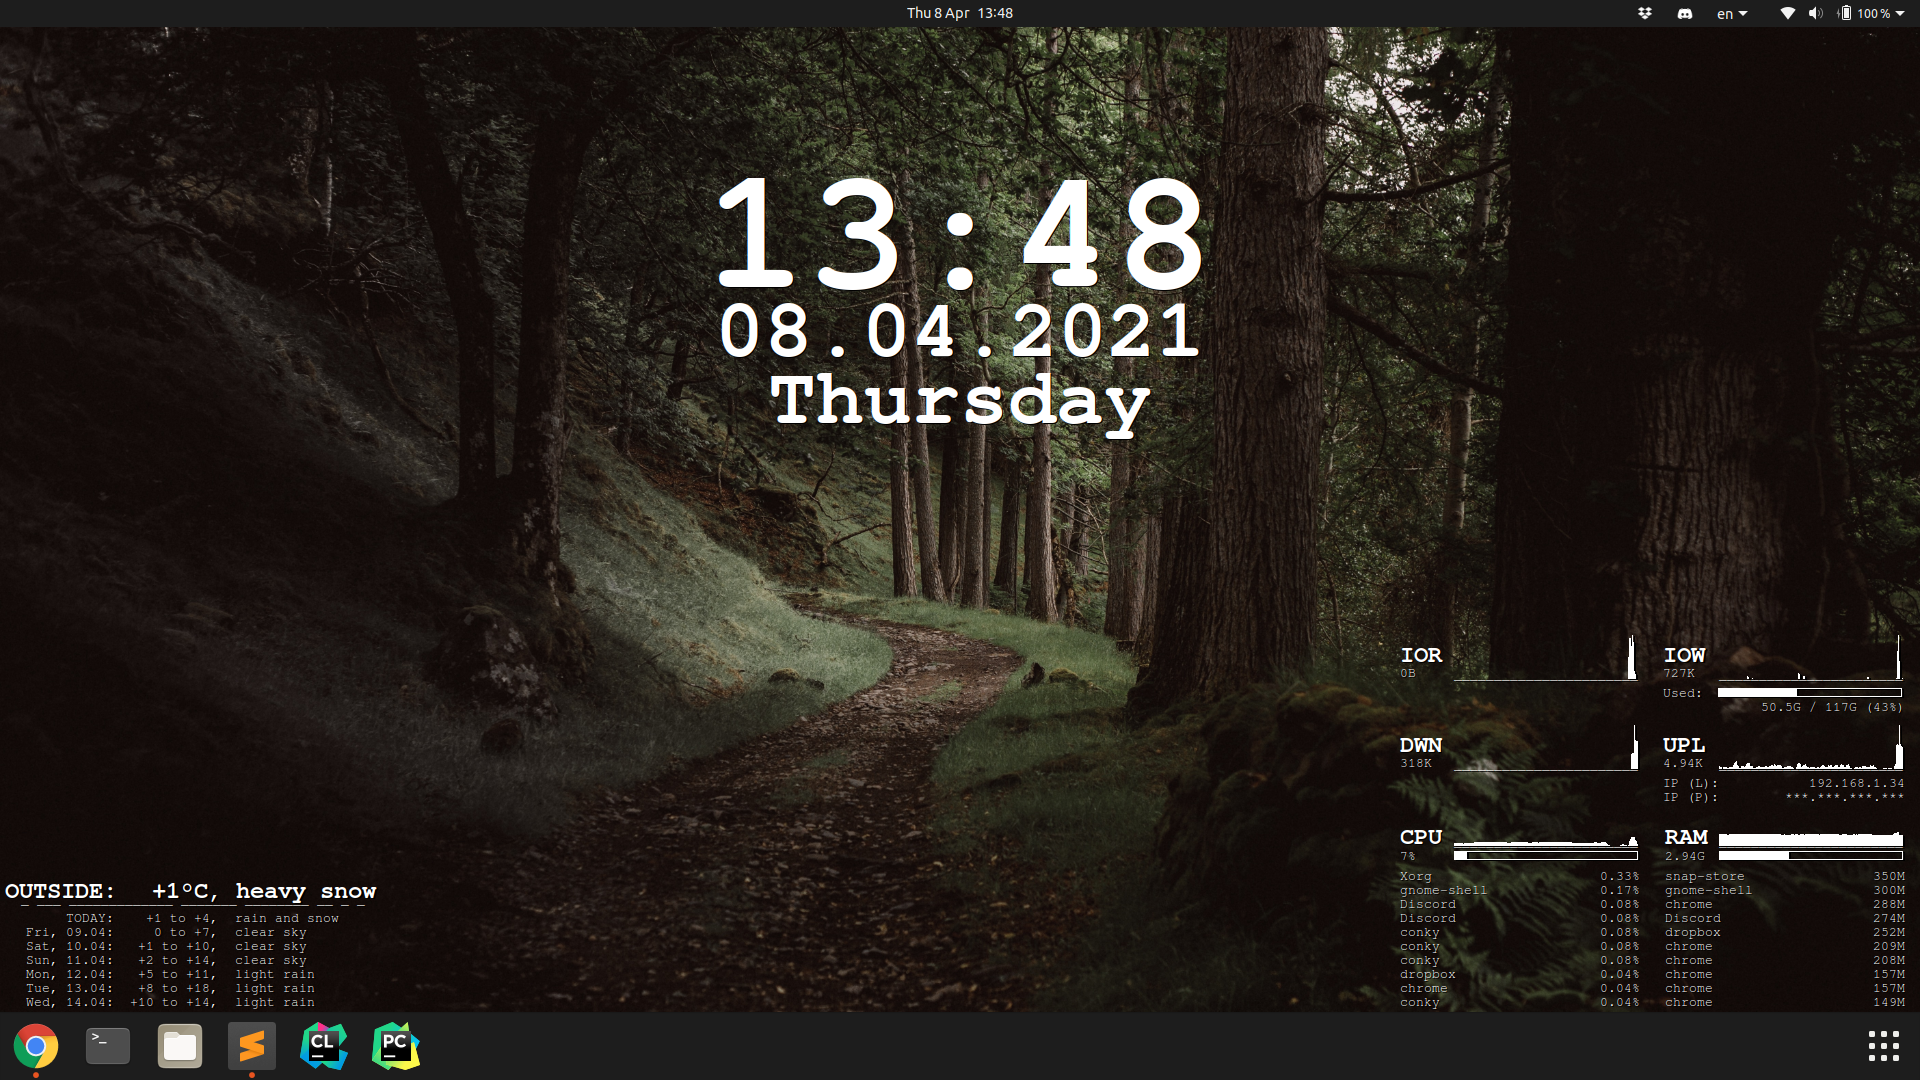 Thu 8 Apr 13:48
en
100 %
13:48
08.04.2021
Thursday
IOR
0B
IOW
727K
Used:
50.5G / 117G (43%)
DWN
318K
UPL
4.94K
IP (L): 192.168.1.34
IP (P): ***.***.***.***
CPU
7%
RAM
2.94G
Xorg 0.33%
gnome-shell 0.17%
Discord 0.08%
Discord 0.08%
conky 0.08%
conky 0.08%
conky 0.08%
dropbox 0.04%
chrome 0.04%
conky 0.04%
snap-store 350M
gnome-shell 300M
chrome 288M
Discord 274M
dropbox 252M
chrome 209M
chrome 208M
chrome 157M
chrome 157M
chrome 149M
OUTSIDE: +1°C, heavy snow
TODAY: +1 to +4, rain and snow
Fri, 09.04: 0 to +7, clear sky
Sat, 10.04: +1 to +10, clear sky
Sun, 11.04: +2 to +14, clear sky
Mon, 12.04: +5 to +11, light rain
Tue, 13.04: +8 to +18, light rain
Wed, 14.04: +10 to +14, light rain
>_
CL
PC